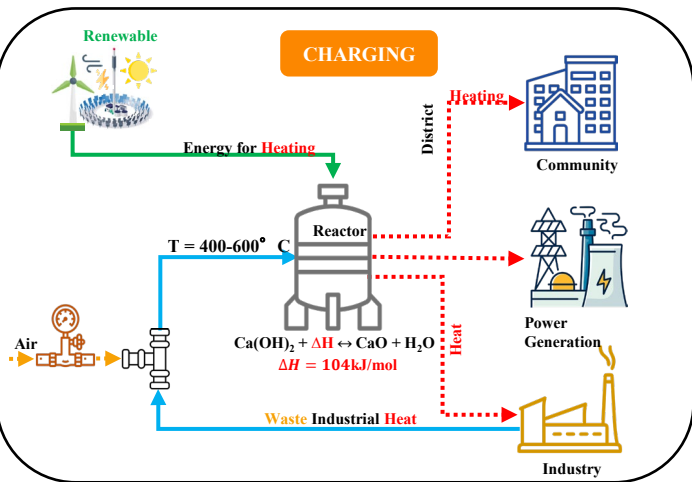 Renewable
CHARGING
Heating
District
Community
Energy for Heating
Reactor
T = 400-600° C
Ca(OH)₂ + ΔH ↔ CaO + H₂O
ΔH = 104kJ/mol
Power
Generation
Air
Heat
Waste Industrial Heat
Industry